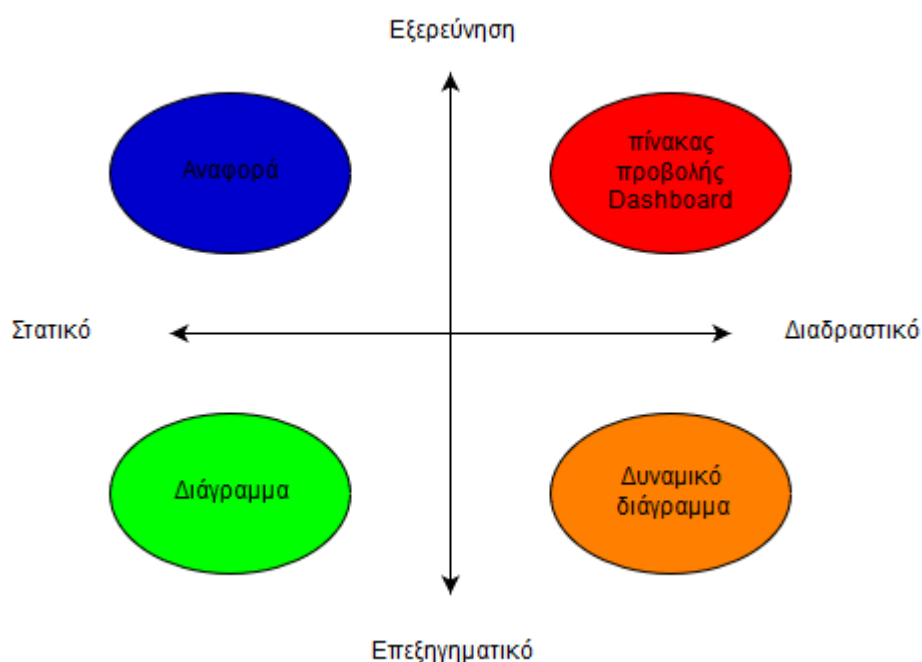 Εξερεύνηση
Αναφορά
πίνακας
προβολής
Dashboard
Στατικό
Διαδραστικό
Διάγραμμα
Δυναμικό
διάγραμμα
Επεξηγηματικό